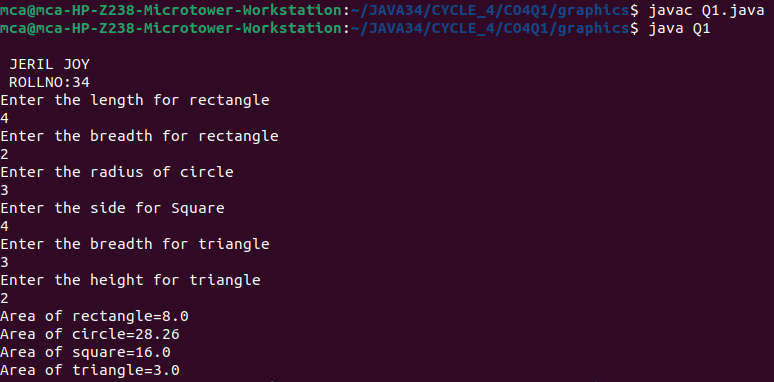 mca@mca-HP-Z238-Microtower-Workstation:~/JAVA34/CYCLE_4/CO4Q1/graphics$ javac Q1.java
mca@mca-HP-Z238-Microtower-Workstation:~/JAVA34/CYCLE_4/CO4Q1/graphics$ java Q1
JERIL JOY
ROLLNO:34
Enter the length for rectangle
4
Enter the breadth for rectangle
2
Enter the radius of circle
3
Enter the side for Square
4
Enter the breadth for triangle
3
Enter the height for triangle
2
Area of rectangle=8.0
Area of circle=28.26
Area of square=16.0
Area of triangle=3.0